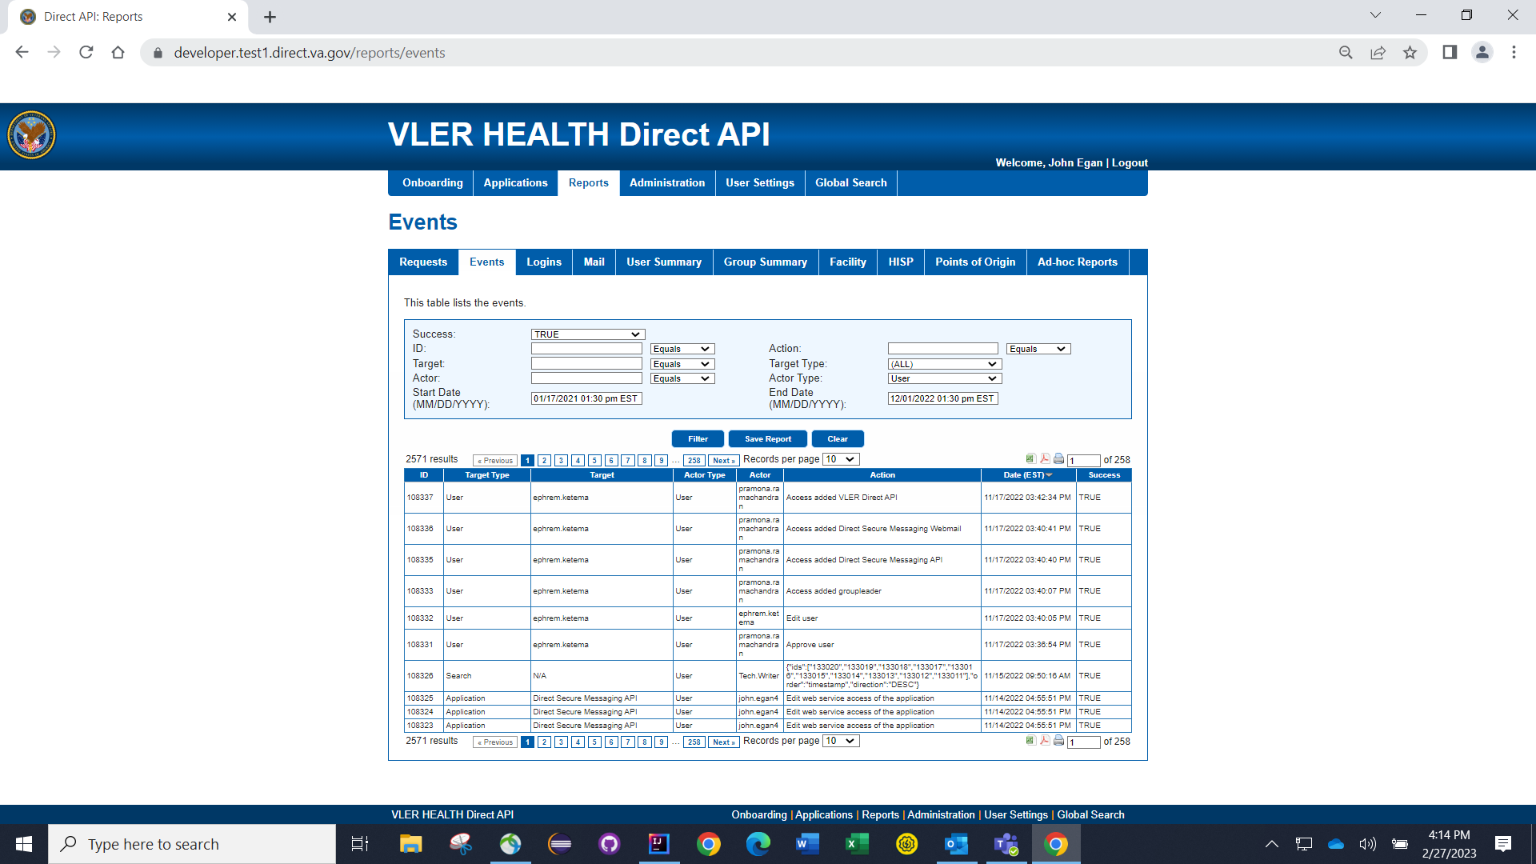 Direct API: Reports
developer.test1.direct.va.gov/reports/events
VLER HEALTH Direct API
Welcome, John Egan | Logout
Onboarding Applications Reports Administration User Settings Global Search
Events
Requests Events Logins Mail User Summary Group Summary Facility HISP Points of Origin Ad-hoc Reports
This table lists the events.
Success: TRUE
ID: Equals Action: Equals
Target: Equals Target Type: (ALL)
Actor: Equals Actor Type: User
Start Date (MM/DD/YYYY): 01/17/2021 01:30 pm EST End Date (MM/DD/YYYY): 12/01/2022 01:30 pm EST
Filter Save Report Clear
2571 results « Previous 1 2 3 4 5 6 7 8 9 ... 258 Next » Records per page 10 1 of 258
ID Target Type Target Actor Type Actor Action Date (EST) Success
108337 User ephrem.ketema User pramona.ramachandran Access added VLER Direct API 11/17/2022 03:42:34 PM TRUE
108336 User ephrem.ketema User pramona.ramachandran Access added Direct Secure Messaging Webmail 11/17/2022 03:40:41 PM TRUE
108335 User ephrem.ketema User pramona.ramachandran Access added Direct Secure Messaging API 11/17/2022 03:40:40 PM TRUE
108333 User ephrem.ketema User pramona.ramachandran Access added groupleader 11/17/2022 03:40:07 PM TRUE
108332 User ephrem.ketema User ephrem.ketema Edit user 11/17/2022 03:40:05 PM TRUE
108331 User ephrem.ketema User pramona.ramachandran Approve user 11/17/2022 03:36:54 PM TRUE
108326 Search N/A User Tech.Writer {"ids":["133020","133019","133018","133017","133016","133015","133014","133013","133012","133011"],"order":"timestamp","direction":"DESC"} 11/15/2022 09:50:16 AM TRUE
108325 Application Direct Secure Messaging API User john.egan4 Edit web service access of the application 11/14/2022 04:55:51 PM TRUE
108324 Application Direct Secure Messaging API User john.egan4 Edit web service access of the application 11/14/2022 04:55:51 PM TRUE
108323 Application Direct Secure Messaging API User john.egan4 Edit web service access of the application 11/14/2022 04:55:51 PM TRUE
2571 results « Previous 1 2 3 4 5 6 7 8 9 ... 258 Next » Records per page 10 1 of 258
VLER HEALTH Direct API Onboarding | Applications | Reports | Administration | User Settings | Global Search
Type here to search
4:14 PM
2/27/2023